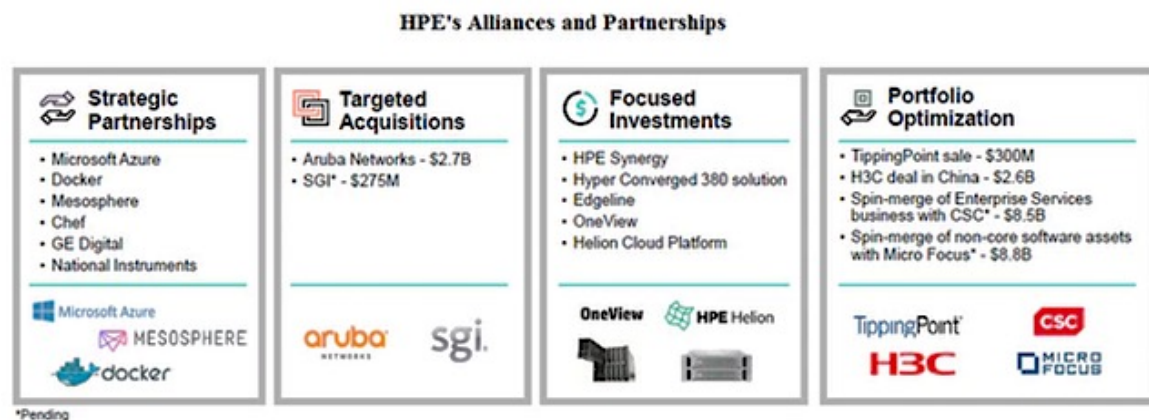 HPE's Alliances and Partnerships
Strategic
Partnerships
• Microsoft Azure
• Docker
• Mesosphere
• Chef
• GE Digital
• National Instruments
Microsoft Azure
MESOSPHERE
docker
Targeted
Acquisitions
• Aruba Networks - $2.7B
• SGI* - $275M
aruba
NETWORKS
sgi.
Focused
Investments
• HPE Synergy
• Hyper Converged 380 solution
• Edgeline
• OneView
• Helion Cloud Platform
OneView
HPE Helion
Portfolio
Optimization
• TippingPoint sale - $300M
• H3C deal in China - $2.6B
• Spin-merge of Enterprise Services
business with CSC* - $8.5B
• Spin-merge of non-core software assets
with Micro Focus* - $8.8B
TippingPoint
CSC
H3C
MICRO
FOCUS
*Pending